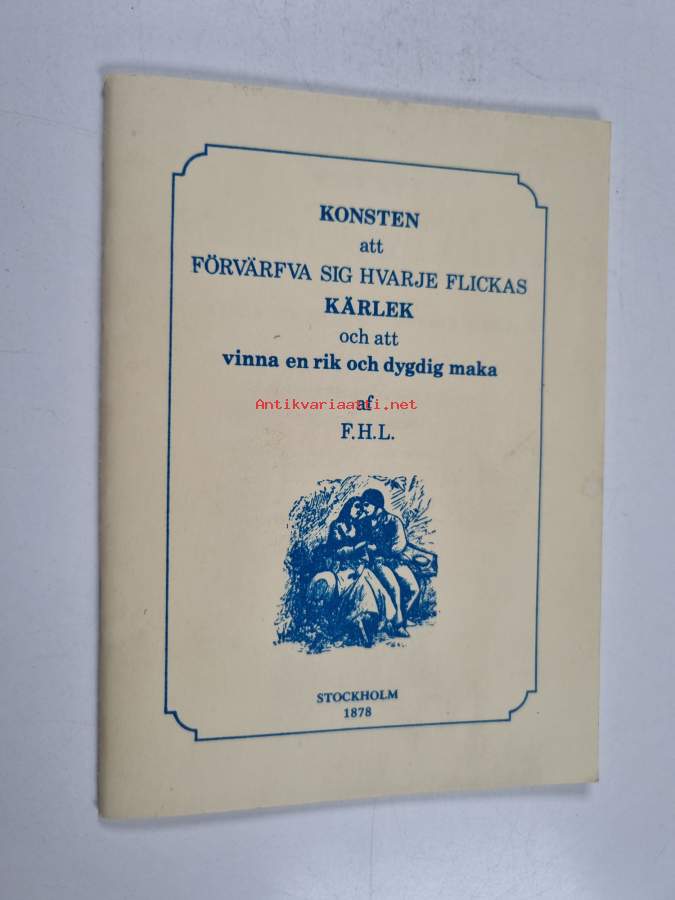 KONSTEN
att
FÖRVÄRFVA SIG HVARJE FLICKAS
KÄRLEK
och att
vinna en rik och dygdig maka
af
Antikvariaatti.net
F.H.L.
STOCKHOLM
1878